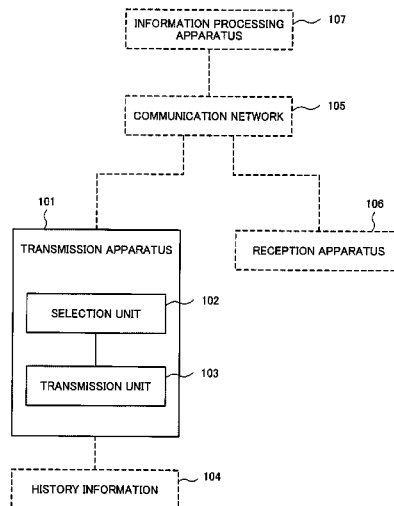 INFORMATION PROCESSING
APPARATUS
107
COMMUNICATION NETWORK
105
101
TRANSMISSION APPARATUS
106
RECEPTION APPARATUS
SELECTION UNIT
102
TRANSMISSION UNIT
103
HISTORY INFORMATION
104